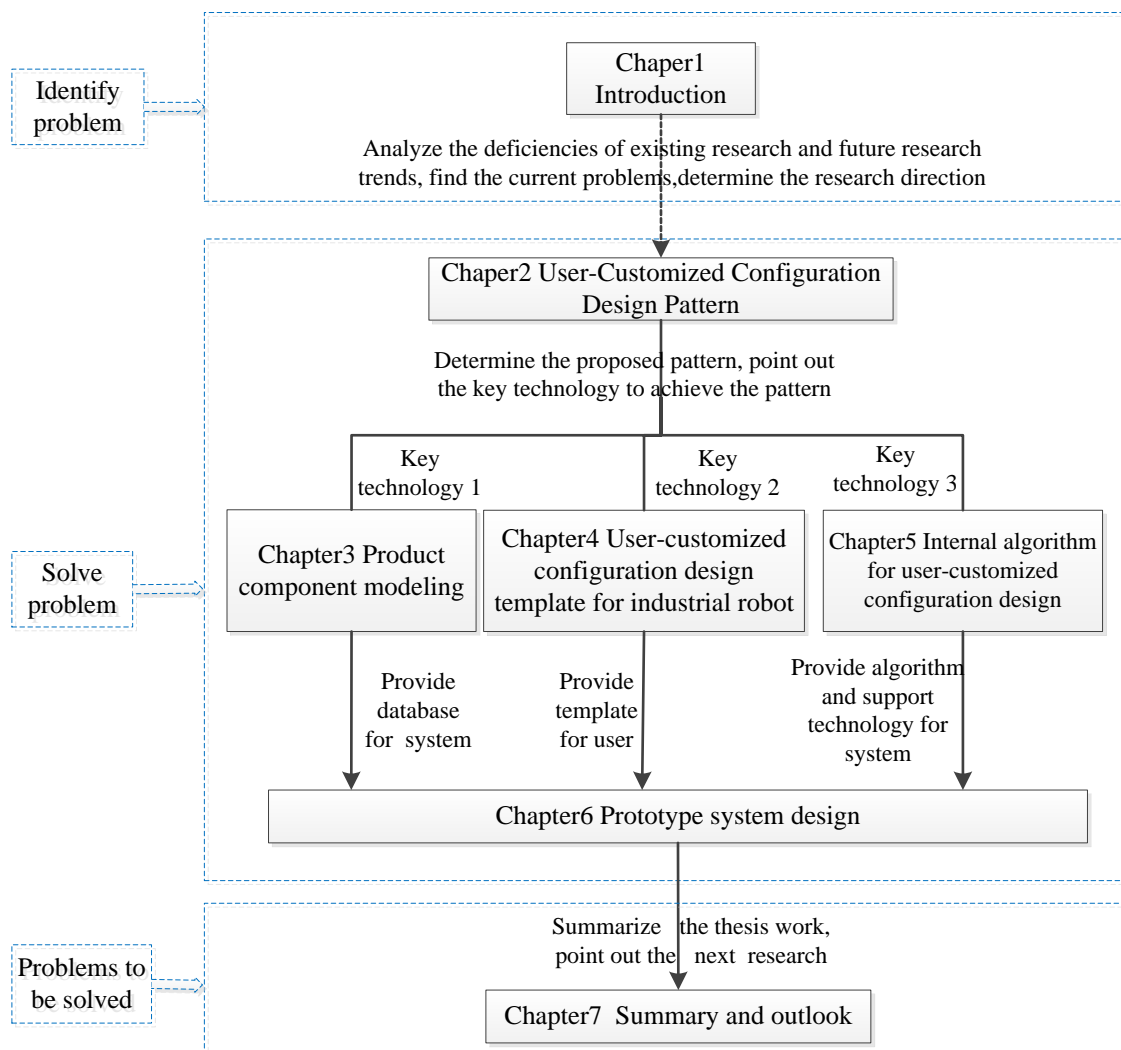 Chaper1
Introduction
Identify
problem
Analyze the deficiencies of existing research and future research
trends, find the current problems,determine the research direction
Chaper2 User-Customized Configuration
Design Pattern
Determine the proposed pattern, point out
the key technology to achieve the pattern
Key
technology 1
Key
technology 2
Key
technology 3
Solve
problem
Chapter3 Product
component modeling
Chapter4 User-customized
configuration design
template for industrial robot
Chapter5 Internal algorithm
for user-customized
configuration design
Provide
database
for system
Provide
template
for user
Provide algorithm
and support
technology for
system
Chapter6 Prototype system design
Problems to
be solved
Summarize the thesis work,
point out the next research
Chapter7 Summary and outlook